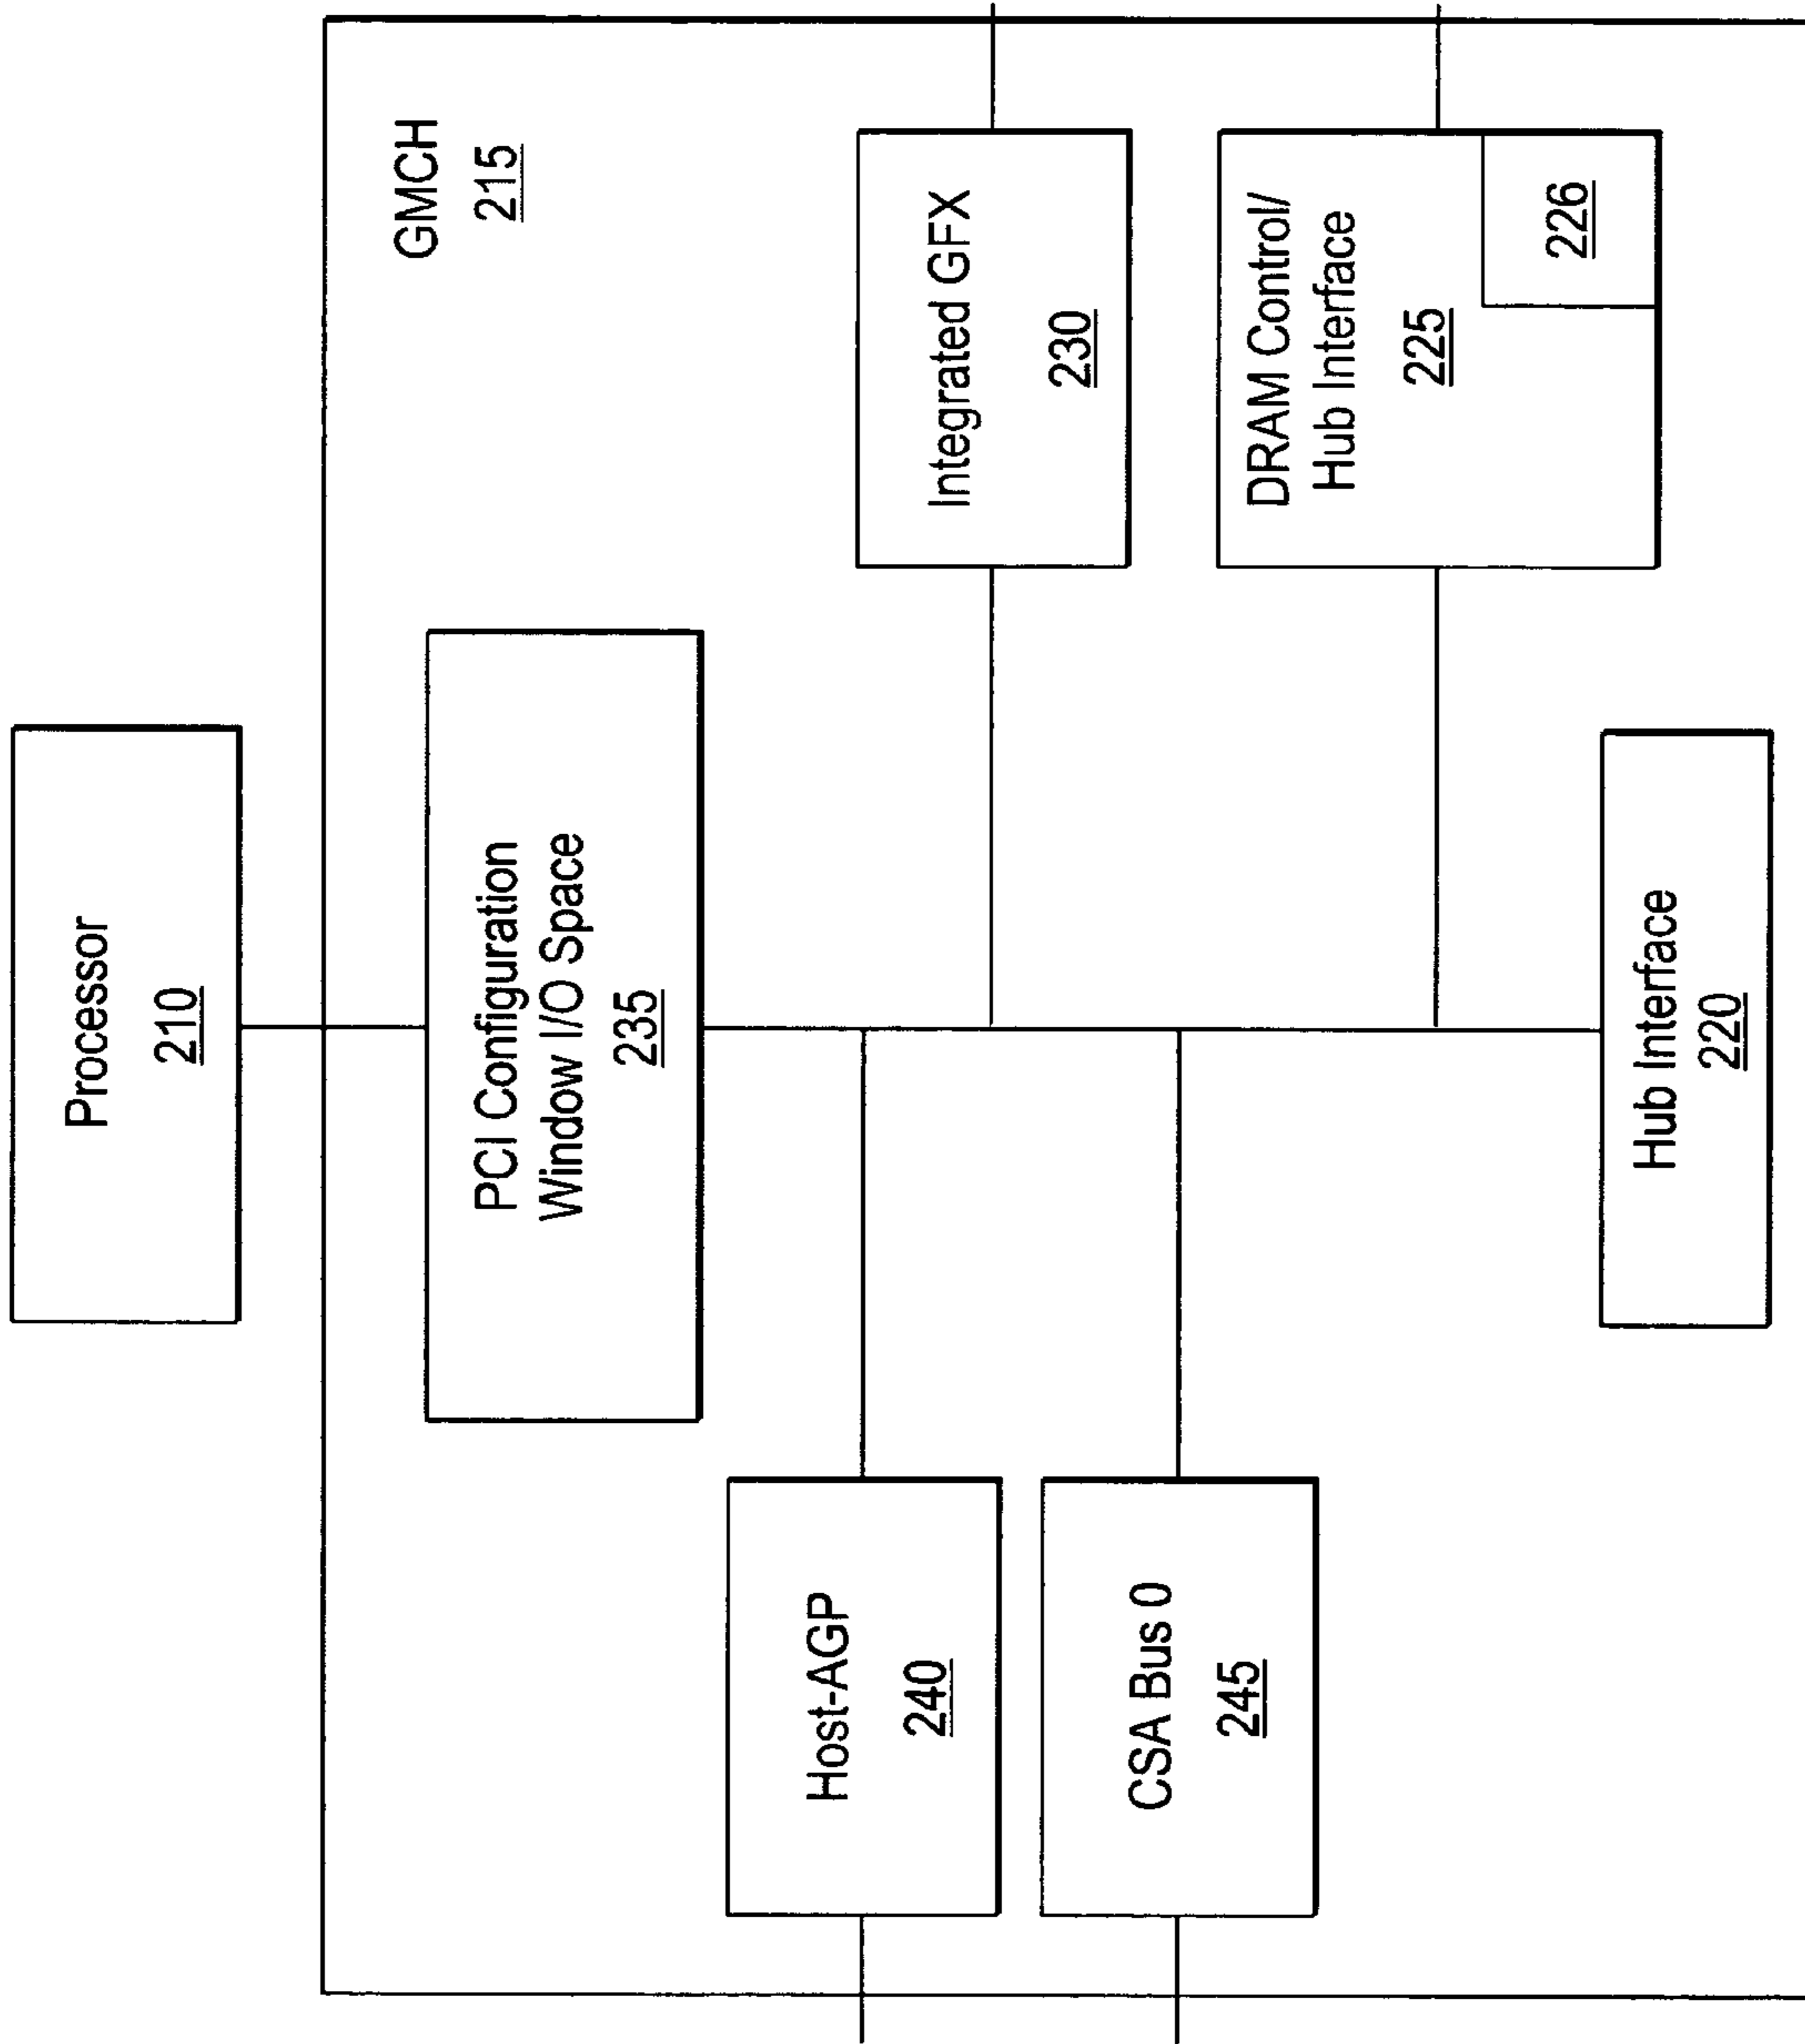 Processor
210
GMCH
215
PCI Configuration
Window I/O Space
235
Host-AGP
240
Integrated GFX
230
CSA Bus 0
245
DRAM Control/
Hub Interface
225
226
Hub Interface
220